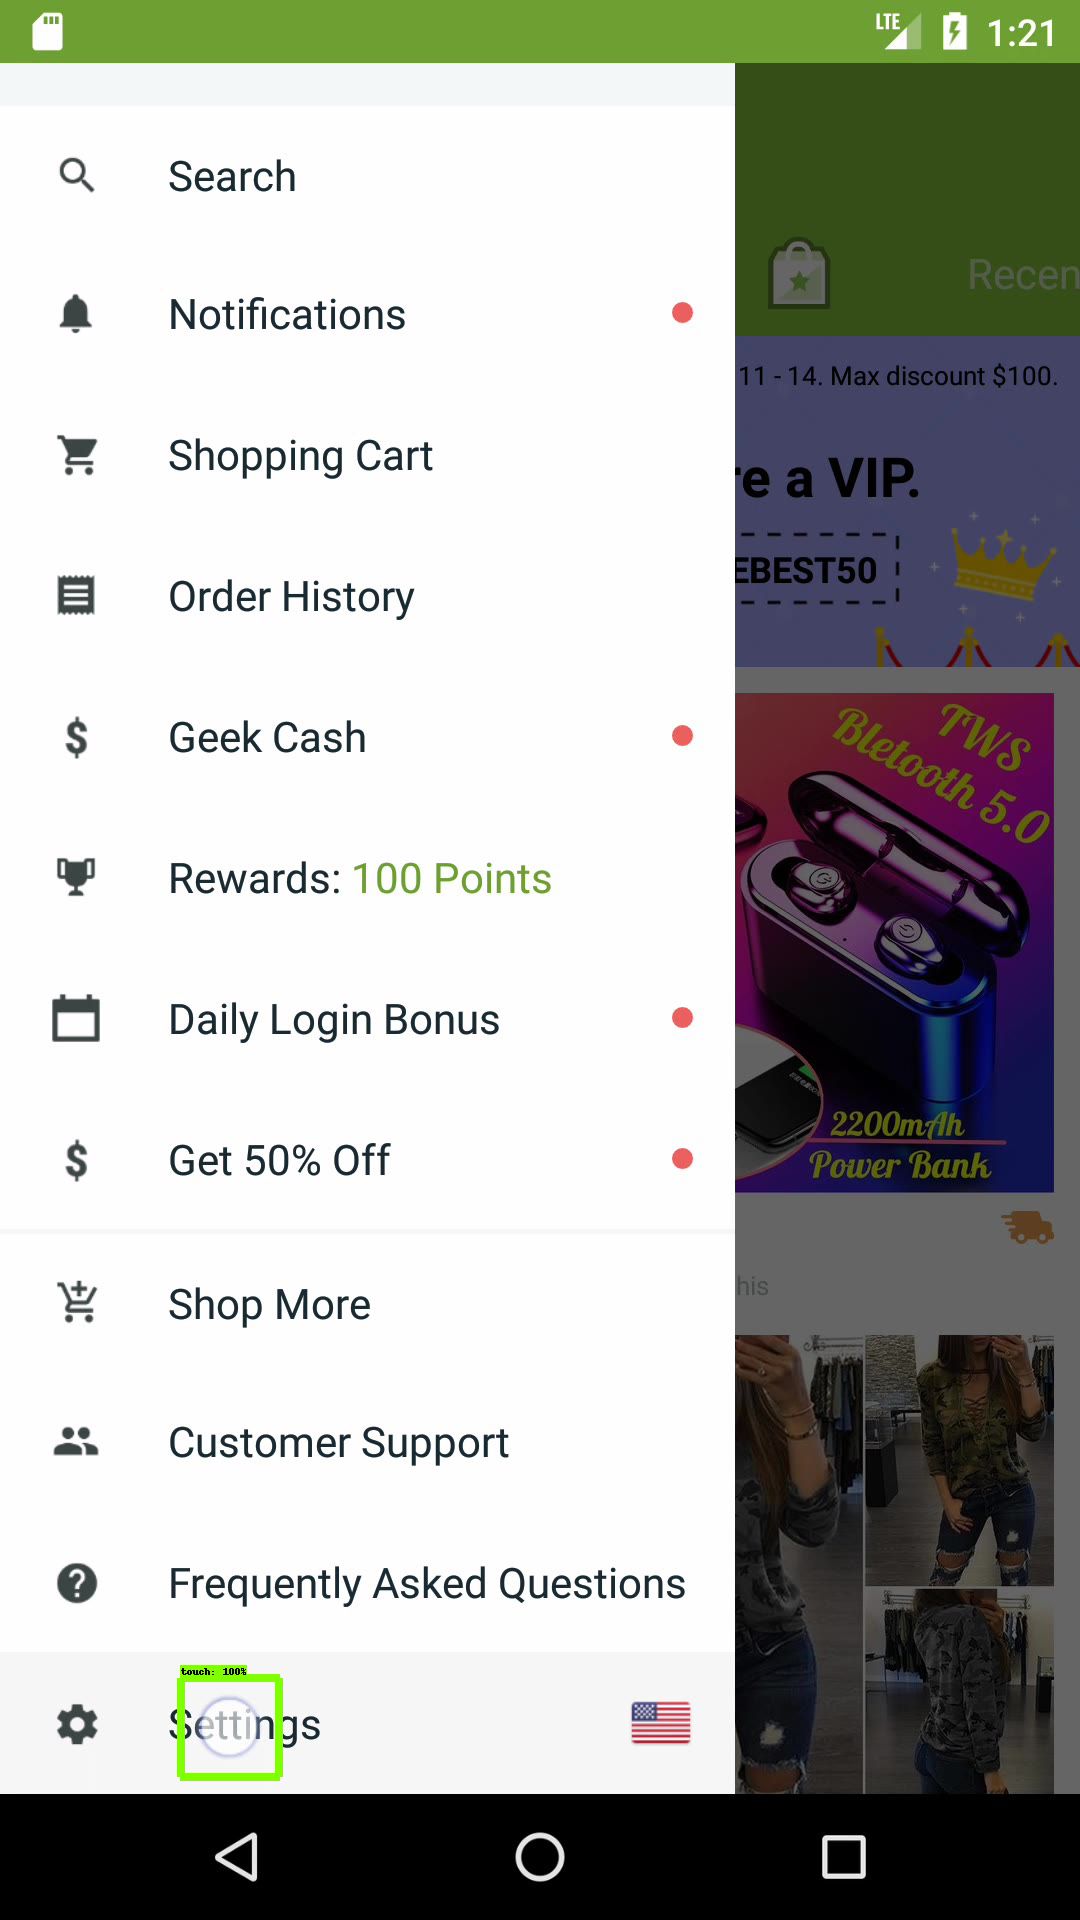 LTE 1:21
Search
Notifications
Recen
11 - 14. Max discount $100.
Shopping Cart
re a VIP.
EBEST50
Order History
Geek Cash
TWS
Bletooth 5.0
Rewards: 100 Points
Daily Login Bonus
2200mAh
Power Bank
Get 50% Off
his
Shop More
Customer Support
Frequently Asked Questions
touch: 100%
Settings